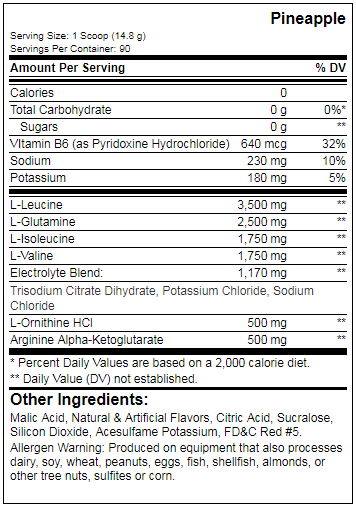 Pineapple
Serving Size: 1 Scoop (14.8 g)
Servings Per Container: 90
Amount Per Serving % DV
Calories 0
Total Carbohydrate 0 g 0%*
Sugars 0 g **
VItamin B6 (as Pyridoxine Hydrochloride) 640 mcg 32%
Sodium 230 mg 10%
Potassium 180 mg 5%
L-Leucine 3,500 mg **
L-Glutamine 2,500 mg **
L-Isoleucine 1,750 mg **
L-Valine 1,750 mg **
Electrolyte Blend: 1,170 mg **
Trisodium Citrate Dihydrate, Potassium Chloride, Sodium
Chloride
L-Ornithine HCl 500 mg **
Arginine Alpha-Ketoglutarate 500 mg **
* Percent Daily Values are based on a 2,000 calorie diet.
** Daily Value (DV) not established.
Other Ingredients:
Malic Acid, Natural & Artificial Flavors, Citric Acid, Sucralose,
Silicon Dioxide, Acesulfame Potassium, FD&C Red #5.
Allergen Warning: Produced on equipment that also processes
dairy, soy, wheat, peanuts, eggs, fish, shellfish, almonds, or
other tree nuts, sulfites or corn.